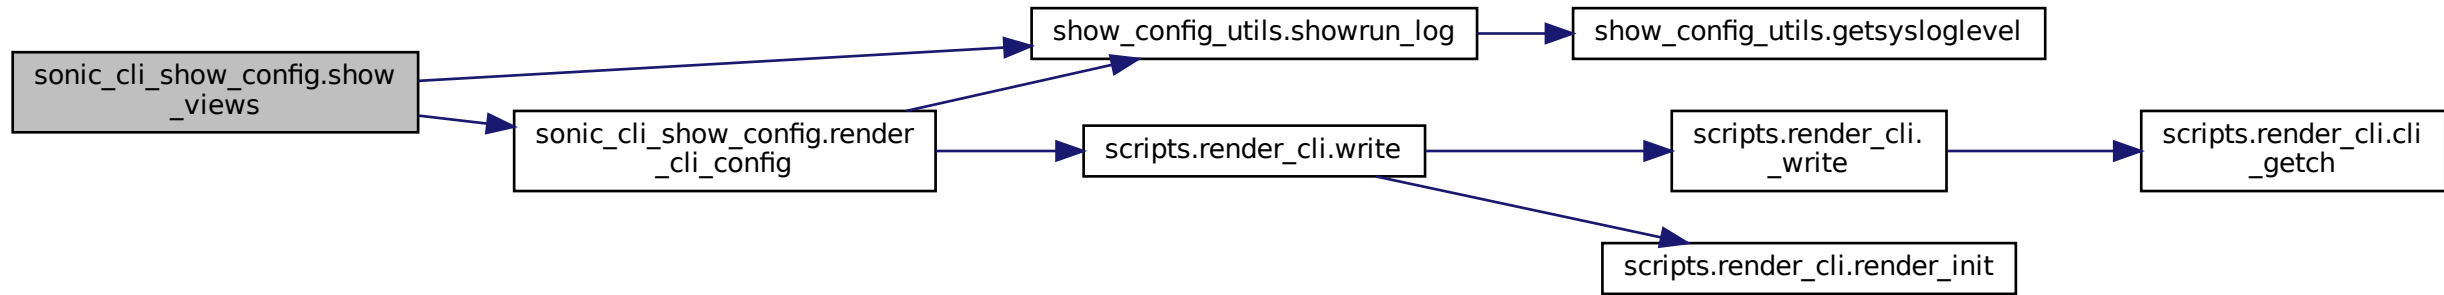 sonic_cli_show_config.show
_views
show_config_utils.showrun_log
show_config_utils.getsysloglevel
sonic_cli_show_config.render
_cli_config
scripts.render_cli.write
scripts.render_cli.
_write
scripts.render_cli.cli
_getch
scripts.render_cli.render_init